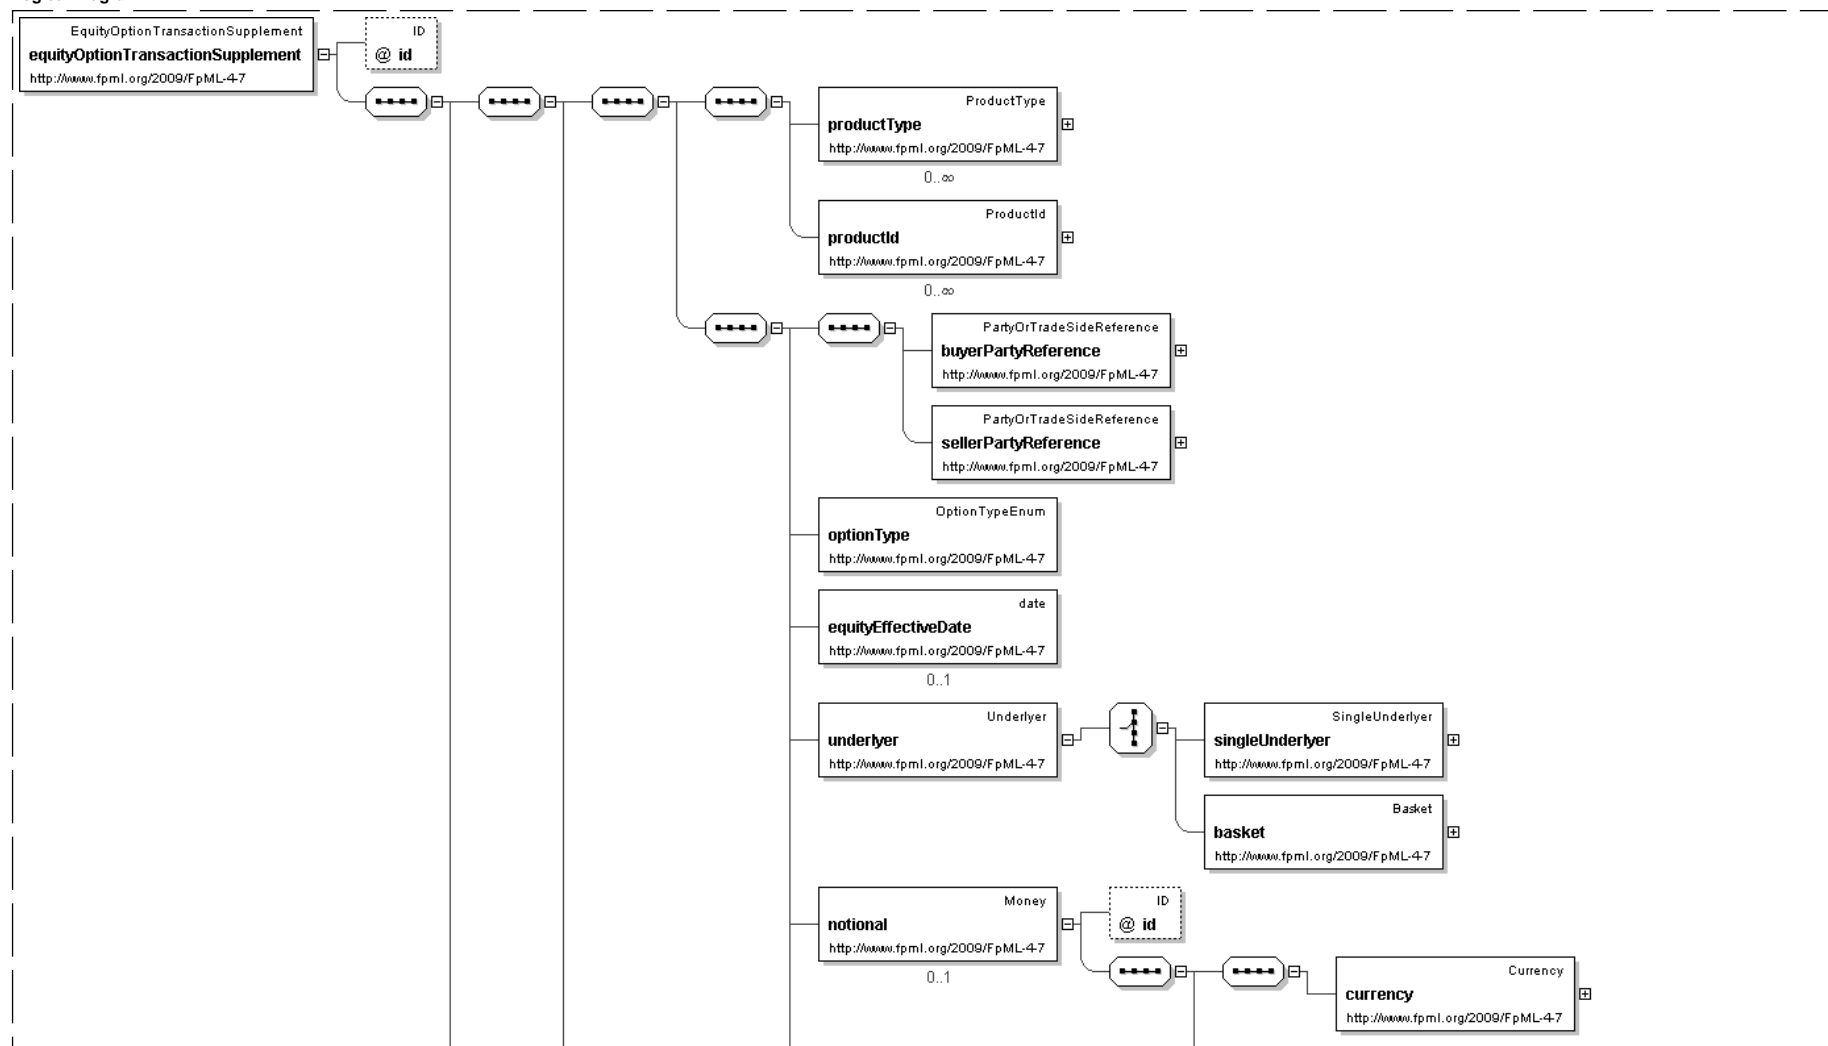 EquityOptionTransactionSupplement
equityOptionTransactionSupplement
http://www.fpml.org/2009/FpML-4-7
ID
@ id
ProductType
productType
http://www.fpml.org/2009/FpML-4-7
0..∞
ProductId
productId
http://www.fpml.org/2009/FpML-4-7
0..∞
PartyOrTradeSideReference
buyerPartyReference
http://www.fpml.org/2009/FpML-4-7
PartyOrTradeSideReference
sellerPartyReference
http://www.fpml.org/2009/FpML-4-7
OptionTypeEnum
optionType
http://www.fpml.org/2009/FpML-4-7
date
equityEffectiveDate
http://www.fpml.org/2009/FpML-4-7
0..1
Underlyer
underlyer
http://www.fpml.org/2009/FpML-4-7
SingleUnderlyer
singleUnderlyer
http://www.fpml.org/2009/FpML-4-7
Basket
basket
http://www.fpml.org/2009/FpML-4-7
Money
notional
http://www.fpml.org/2009/FpML-4-7
0..1
ID
@ id
Currency
currency
http://www.fpml.org/2009/FpML-4-7